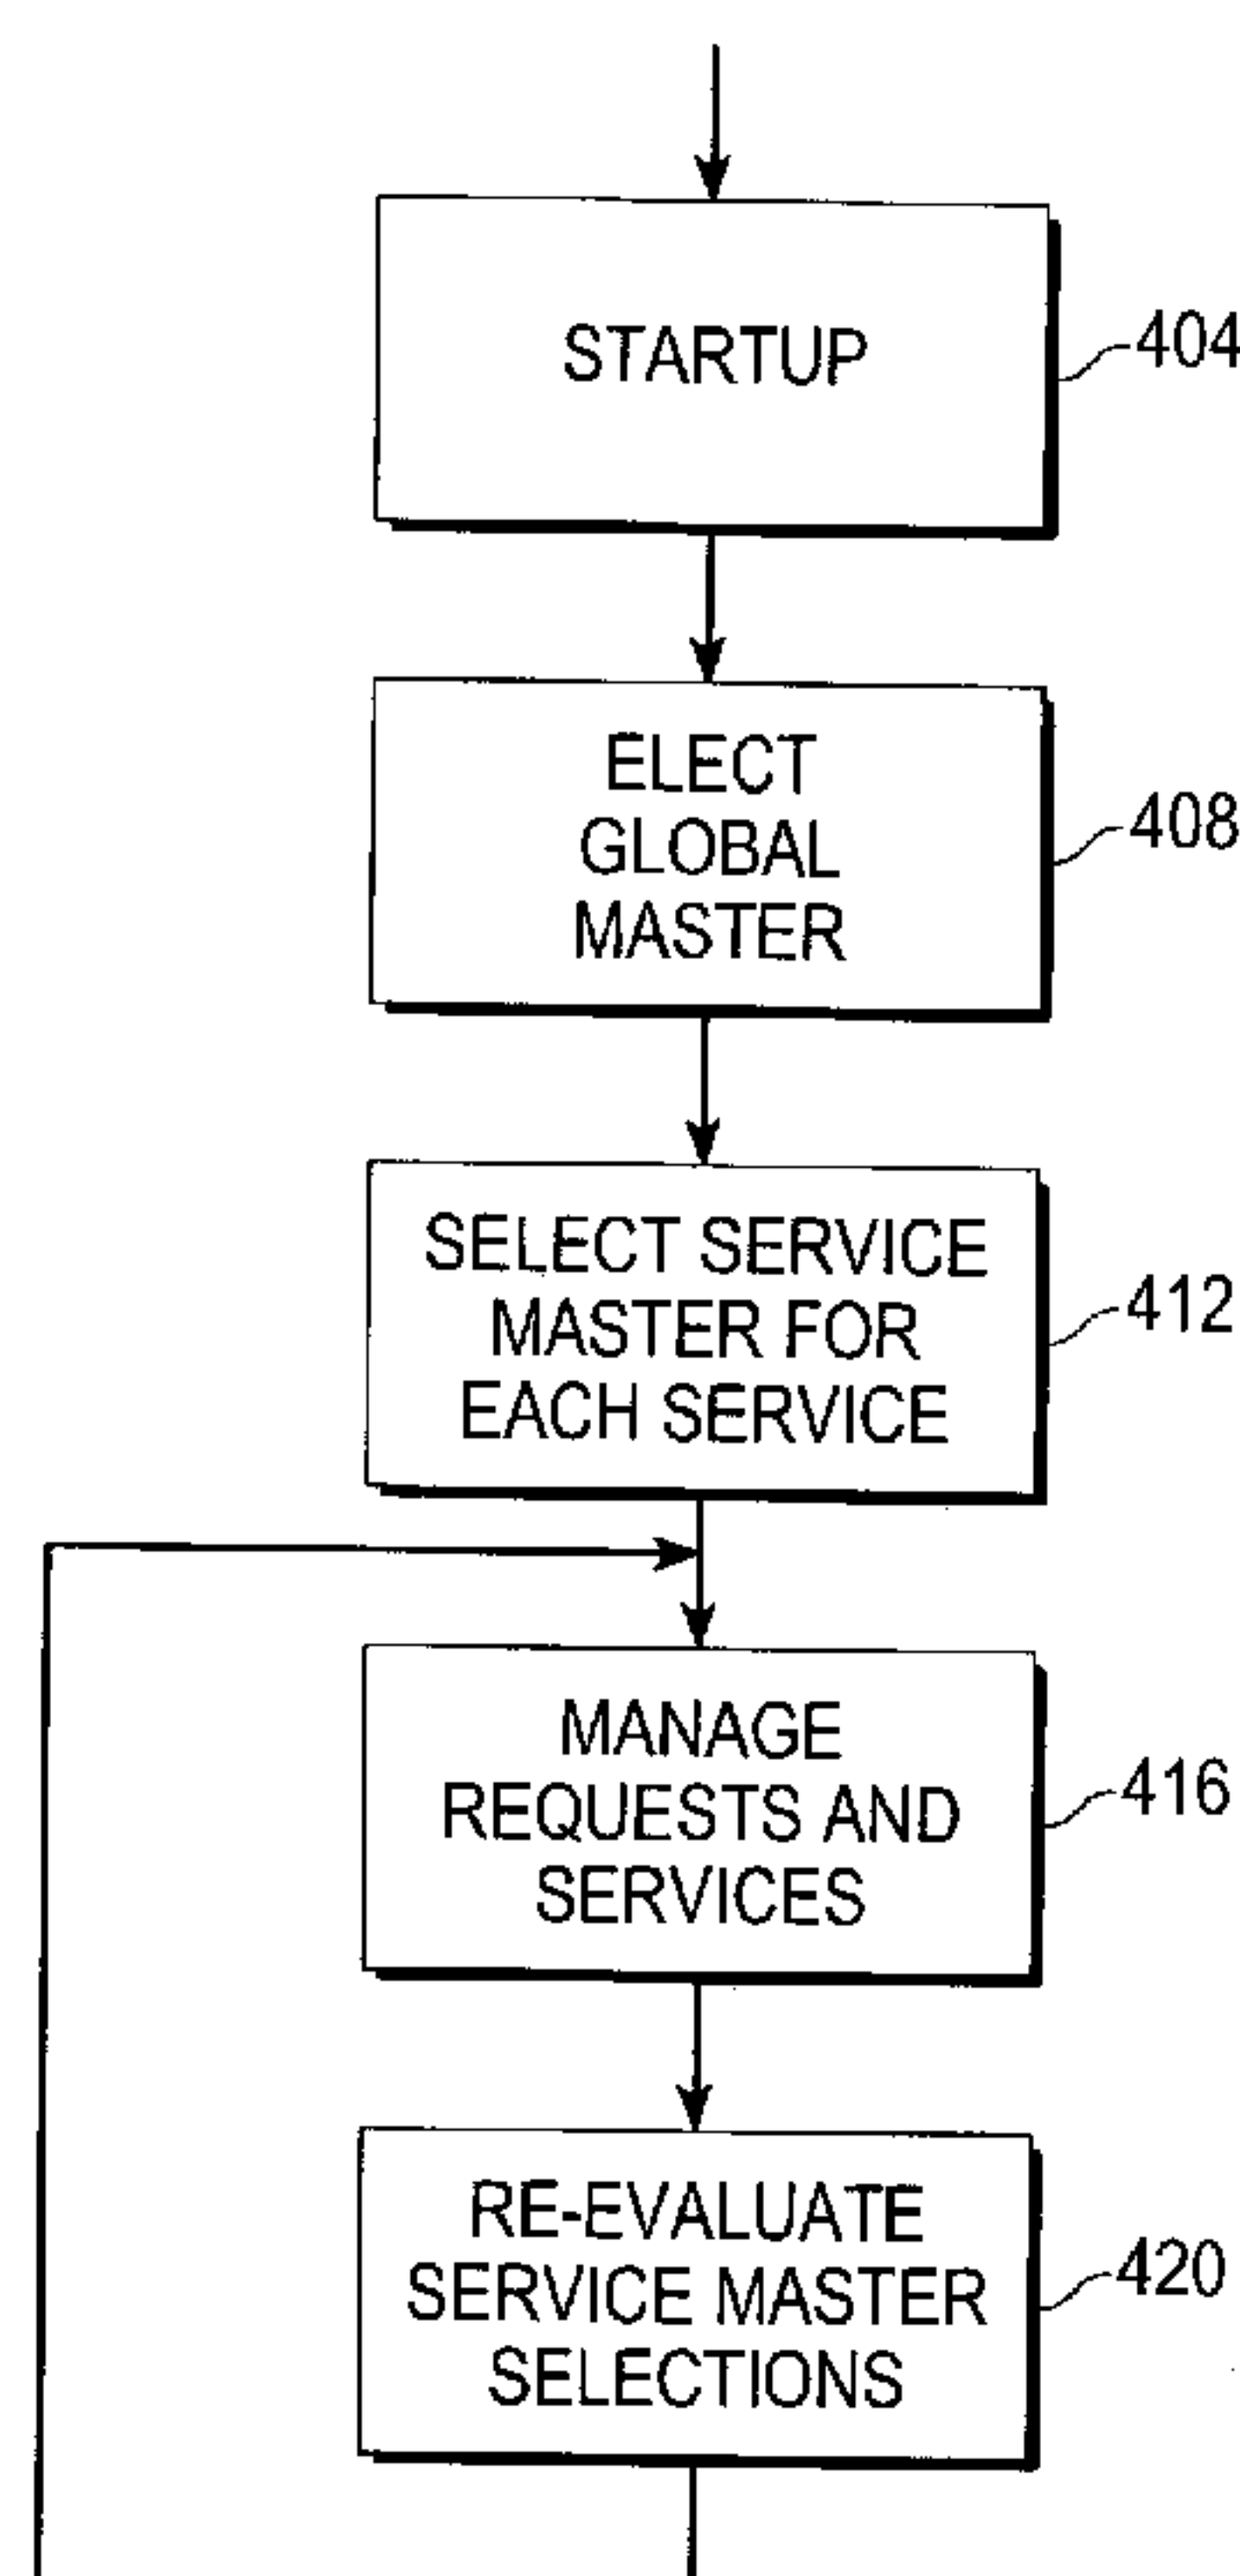 STARTUP
404
ELECT
GLOBAL
MASTER
408
SELECT SERVICE
MASTER FOR
EACH SERVICE
412
MANAGE
REQUESTS AND
SERVICES
416
RE-EVALUATE
SERVICE MASTER
SELECTIONS
420